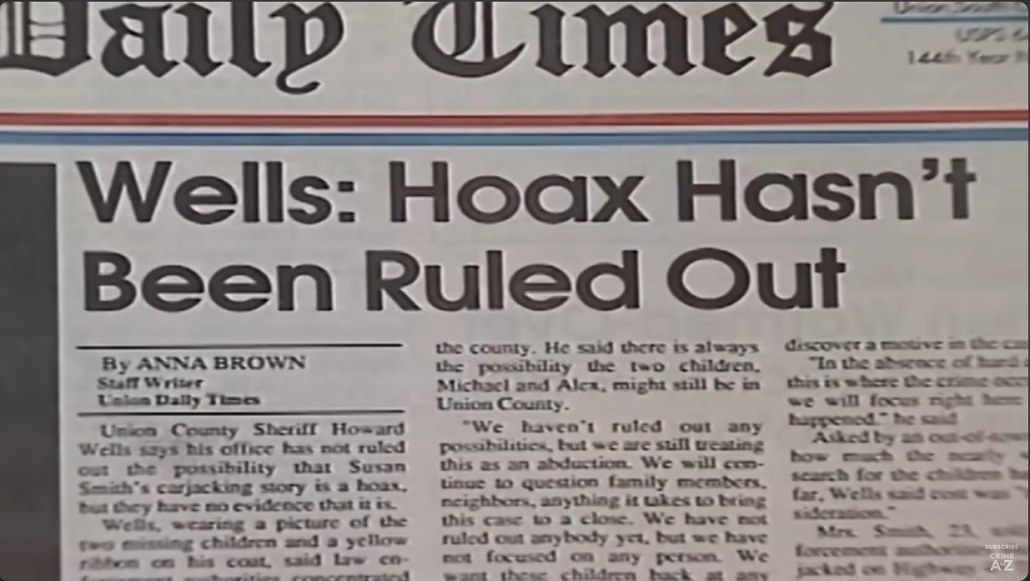 Daily Times
144th Year
Wells: Hoax Hasn't
Been Ruled Out
By ANNA BROWN
Staff Writer
Union Daily Times
Union County Sheriff Howard
Wells says his office has not ruled
out the possibility that Susan
Smith's carjacking story is a hoax,
but they have no evidence that it is.
Wells, wearing a picture of the
two missing children and a yellow
ribbon on his coat, said law en-
forcement authorities concentrated
the county. He said there is always
the possibility the two children,
Michael and Alex, might still be in
Union County.
"We haven't ruled out any
possibilities, but we are still treating
this as an abduction. We will con-
tinue to question family members,
neighbors, anything it takes to bring
this case to a close. We have not
ruled out anybody yet, but we have
not focused on any person. We
want these children back at any
discover a motive in the
"In the absence of hard
this is where the crime
we will focus right here
happened," he said
Asked by an
how much the nearly
search for the children
far, Wells said cost was
sideration."
Mrs. Smith, 23,
forcement
jacked on Highway
SUBSCRIBE
CRIME
A-Z